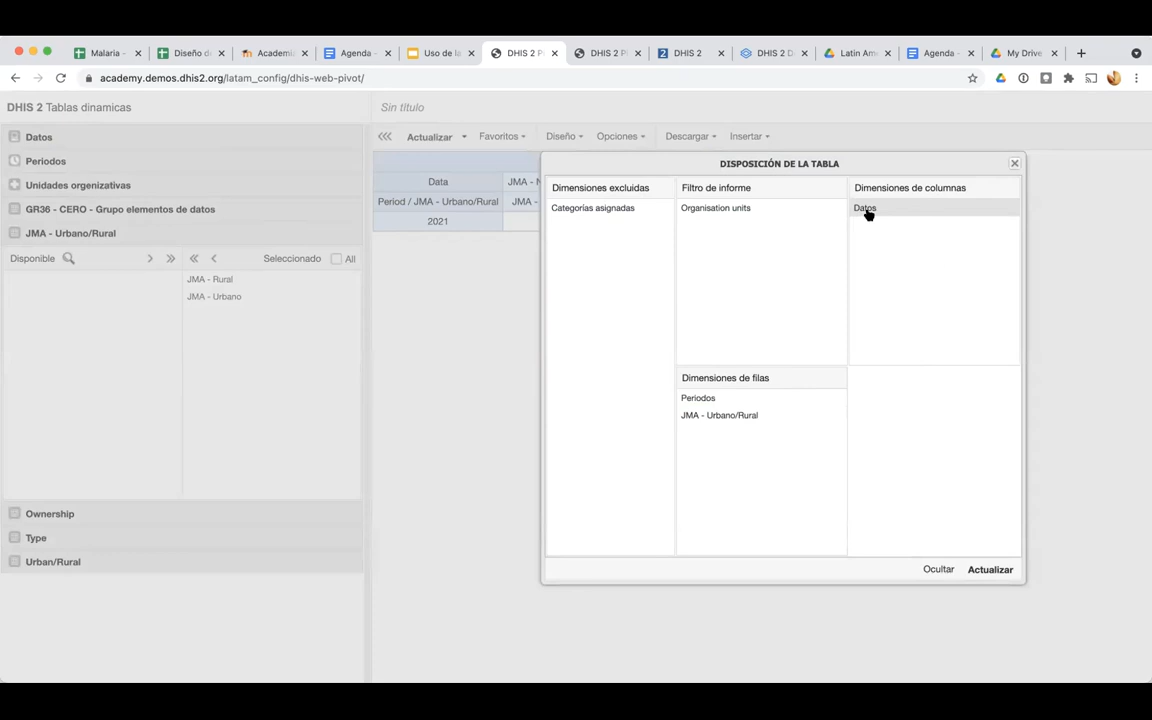 Malaria -
Diseño d
Academi
Agenda -
Uso de la
DHIS 2 P
DHIS 2 P
DHIS 2
DHIS 2 D
Latin Am
Agenda -
My Drive
academy.demos.dhis2.org/latam_config/dhis-web-pivot/
DHIS 2 Tablas dinamicas
Sin título
Datos
Actualizar
Favoritos
Diseño
Opciones
Descargar
Insertar
Periodos
Unidades organizativas
GR36 - CERO - Grupo elementos de datos
JMA - Urbano/Rural
Disponible
Seleccionado
All
JMA - Rural
JMA - Urbano
Ownership
Type
Urban/Rural
Data
JMA - N
Period / JMA - Urbano/Rural
JMA -
2021
DISPOSICIÓN DE LA TABLA
Dimensiones excluidas
Filtro de informe
Dimensiones de columnas
Categorías asignadas
Organisation units
Datos
Dimensiones de filas
Periodos
JMA - Urbano/Rural
Ocultar
Actualizar